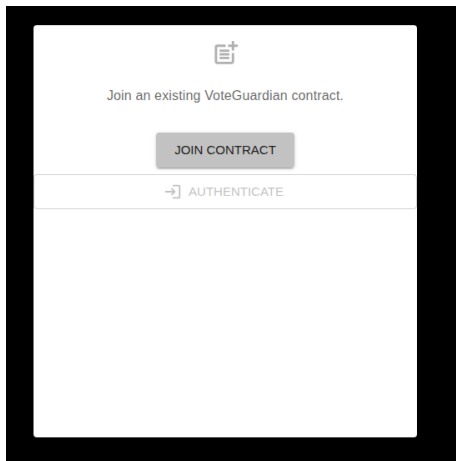 Join an existing VoteGuardian contract.
JOIN CONTRACT
AUTHENTICATE